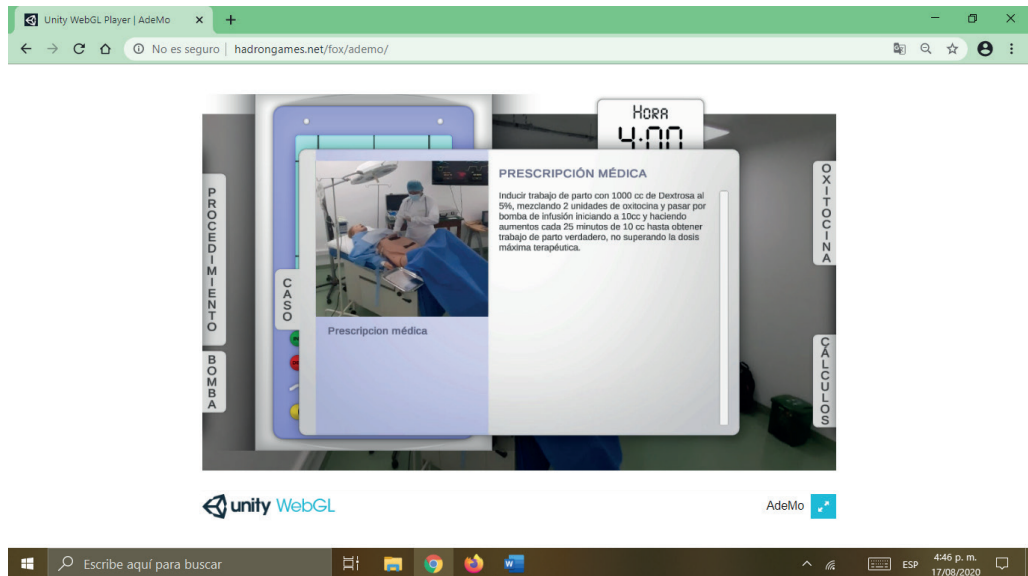 Unity WebGL Player | AdeMo
No es seguro | hadrongames.net/fox/ademo/
HORA
4:00
PROCEDIMIENTO
BOMBA
CASO
Prescripcion médica
PRESCRIPCIÓN MÉDICA
Inducir trabajo de parto con 1000 cc de Dextrosa al
5%, mezclando 2 unidades de oxitocina y pasar por
bomba de infusión iniciando a 10cc y haciendo
aumentos cada 25 minutos de 10 cc hasta obtener
trabajo de parto verdadero, no superando la dosis
máxima terapéutica.
OXITOCINA
CÁLCULOS
unity WebGL
AdeMo
Escribe aquí para buscar
ESP
4:46 p. m.
17/08/2020